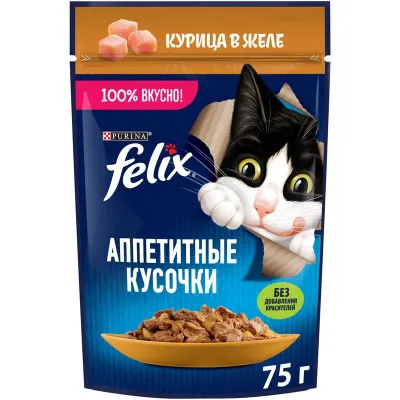 КУРИЦА В ЖЕЛЕ
100% ВКУСНО!
PURINA
felix
АППЕТИТНЫЕ
КУСОЧКИ
БЕЗ
ДОБАВЛЕНИЯ
КРАСИТЕЛЕЙ
75 г